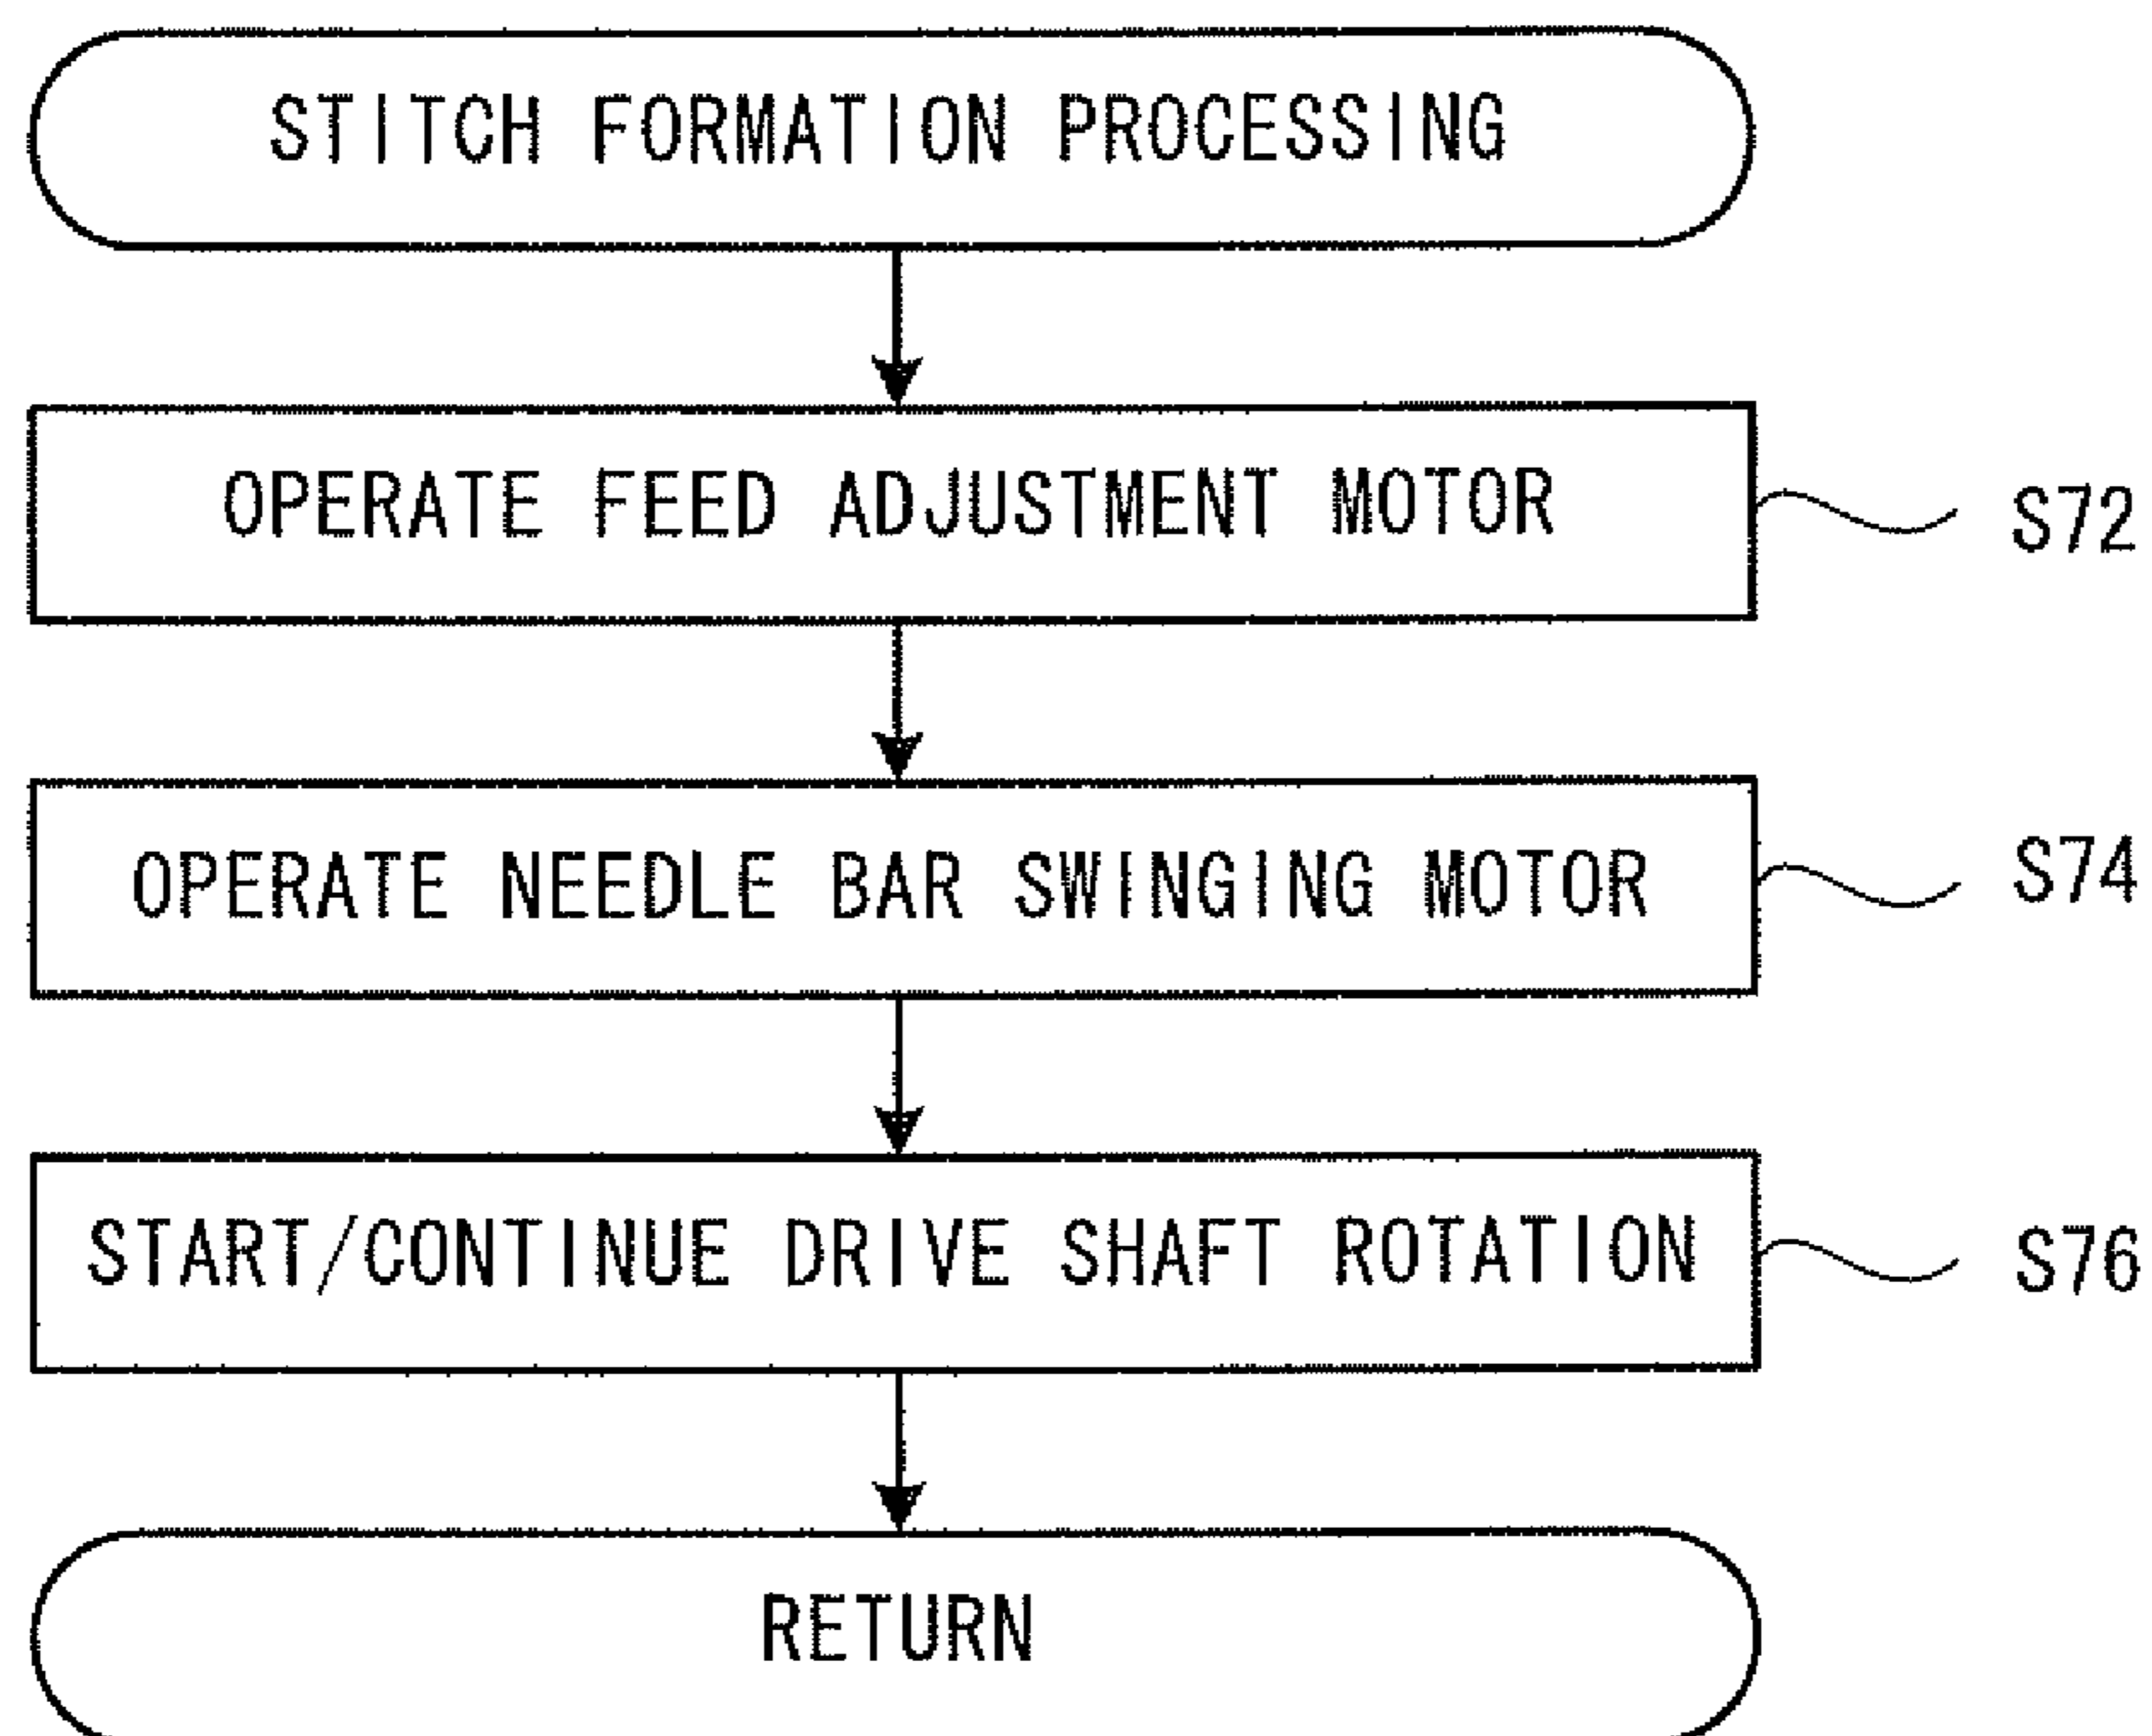 STITCH FORMATION PROCESSING
OPERATE FEED ADJUSTMENT MOTOR
S72
OPERATE NEEDLE BAR SWINGING MOTOR
S74
START/CONTINUE DRIVE SHAFT ROTATION
S76
RETURN